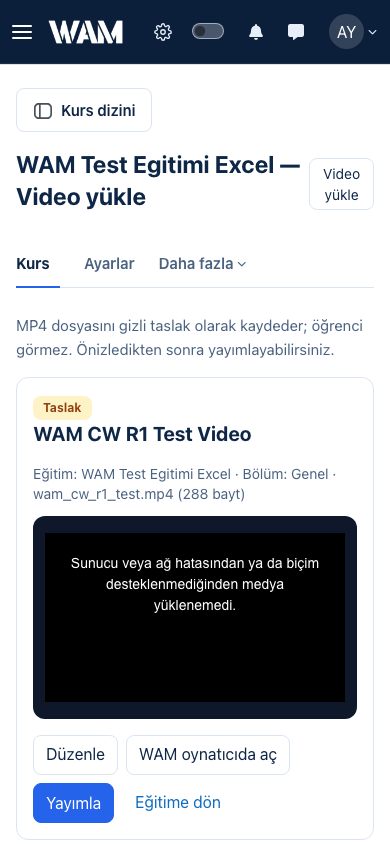 WAM
AY
Kurs dizini
WAM Test Egitimi Excel —
Video yükle
Video
yükle
Kurs
Ayarlar
Daha fazla
MP4 dosyasını gizli taslak olarak kaydeder; öğrenci
görmez. Önizledikten sonra yayımlayabilirsiniz.
Taslak
WAM CW R1 Test Video
Eğitim: WAM Test Egitimi Excel · Bölüm: Genel ·
wam_cw_r1_test.mp4 (288 bayt)
Sunucu veya ağ hatasından ya da biçim
desteklenmediğinden medya
yüklenemedi.
Düzenle
WAM oynatıcıda aç
Yayımla
Eğitime dön